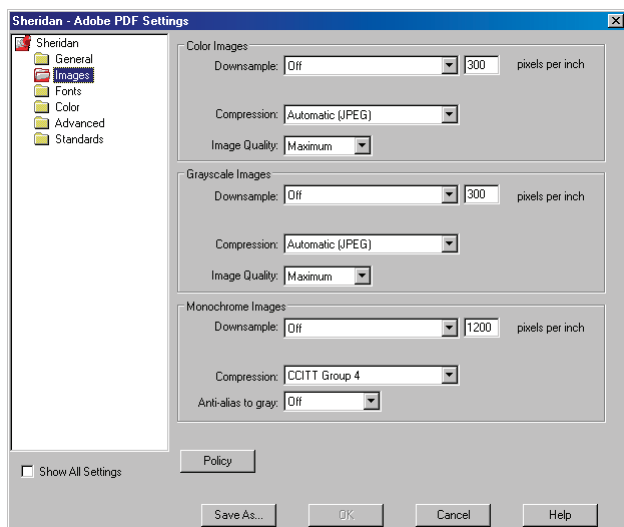 Sheridan - Adobe PDF Settings
Sheridan
General
Images
Fonts
Color
Advanced
Standards
Show All Settings
Color Images
Downsample: Off 300 pixels per inch
Compression: Automatic (JPEG)
Image Quality: Maximum
Grayscale Images
Downsample: Off 300 pixels per inch
Compression: Automatic (JPEG)
Image Quality: Maximum
Monochrome Images
Downsample: Off 1200 pixels per inch
Compression: CCITT Group 4
Anti-alias to gray: Off
Policy
Save As... OK Cancel Help